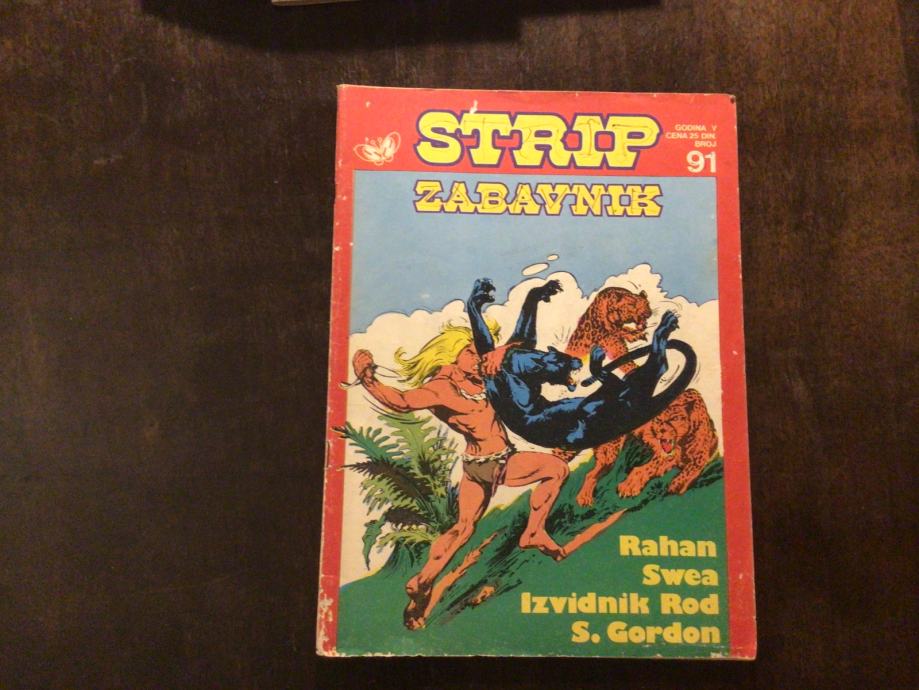 STRIP
GODINA V
CENA 25 DIN.
BROJ
91
ZABAVNIK
Rahan
Swea
Izvidnik Rod
S. Gordon